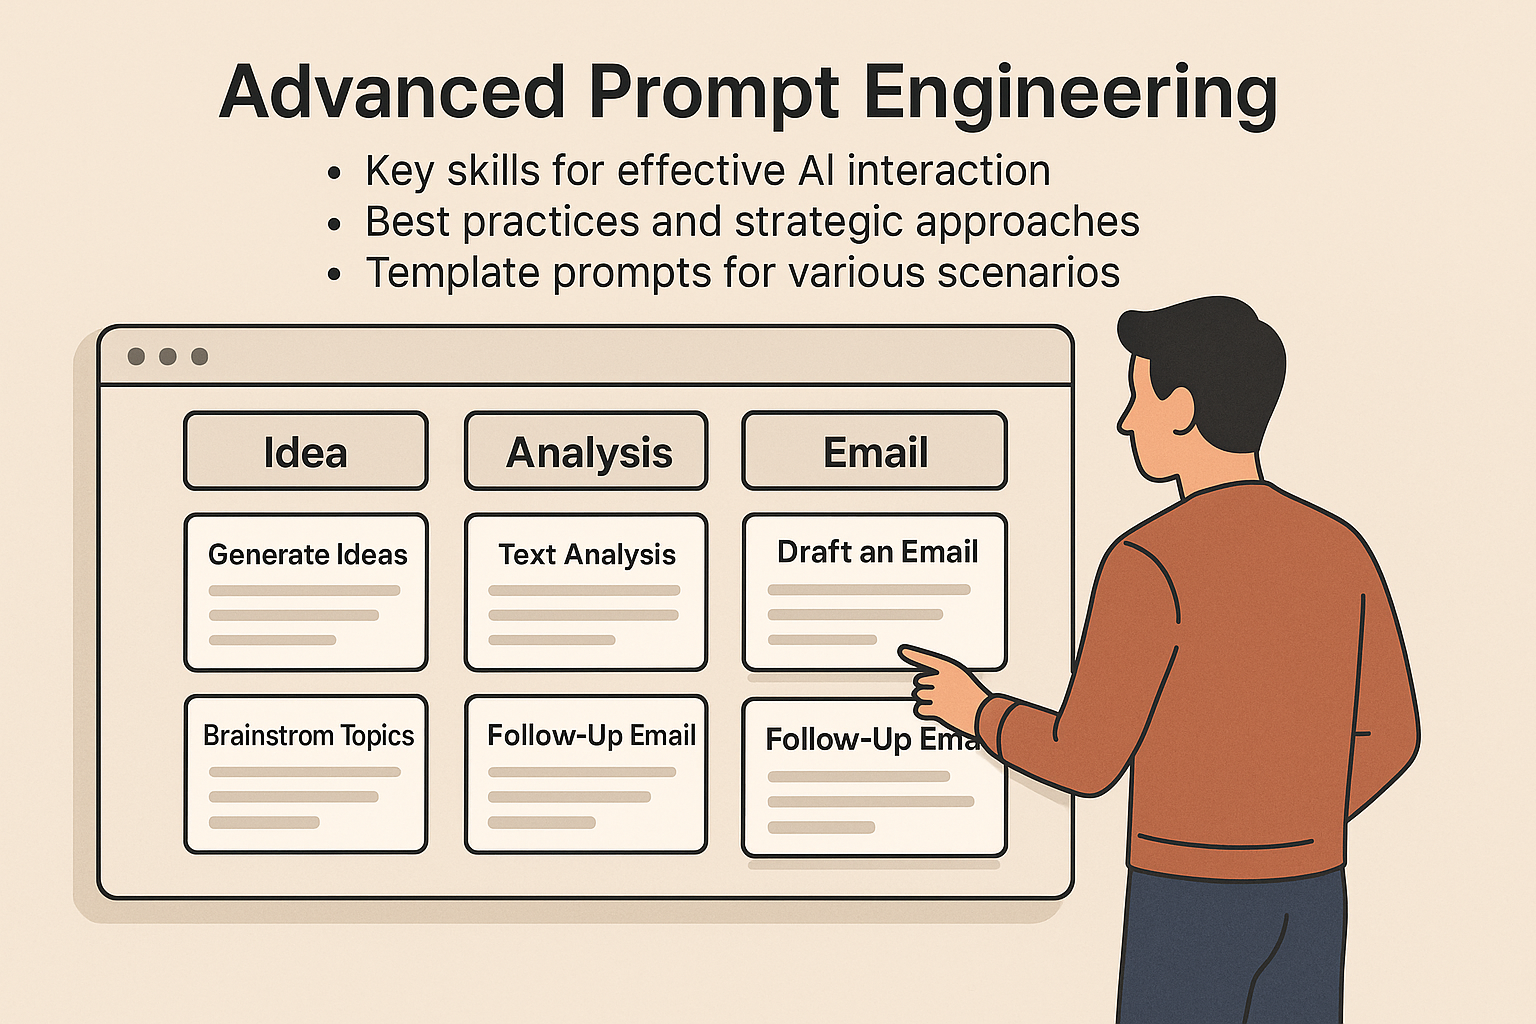 Advanced Prompt Engineering
• Key skills for effective AI interaction
• Best practices and strategic approaches
• Template prompts for various scenarios
Idea
Analysis
Email
Generate Ideas
Text Analysis
Draft an Email
Brainstrom Topics
Follow-Up Email
Follow-Up Ema